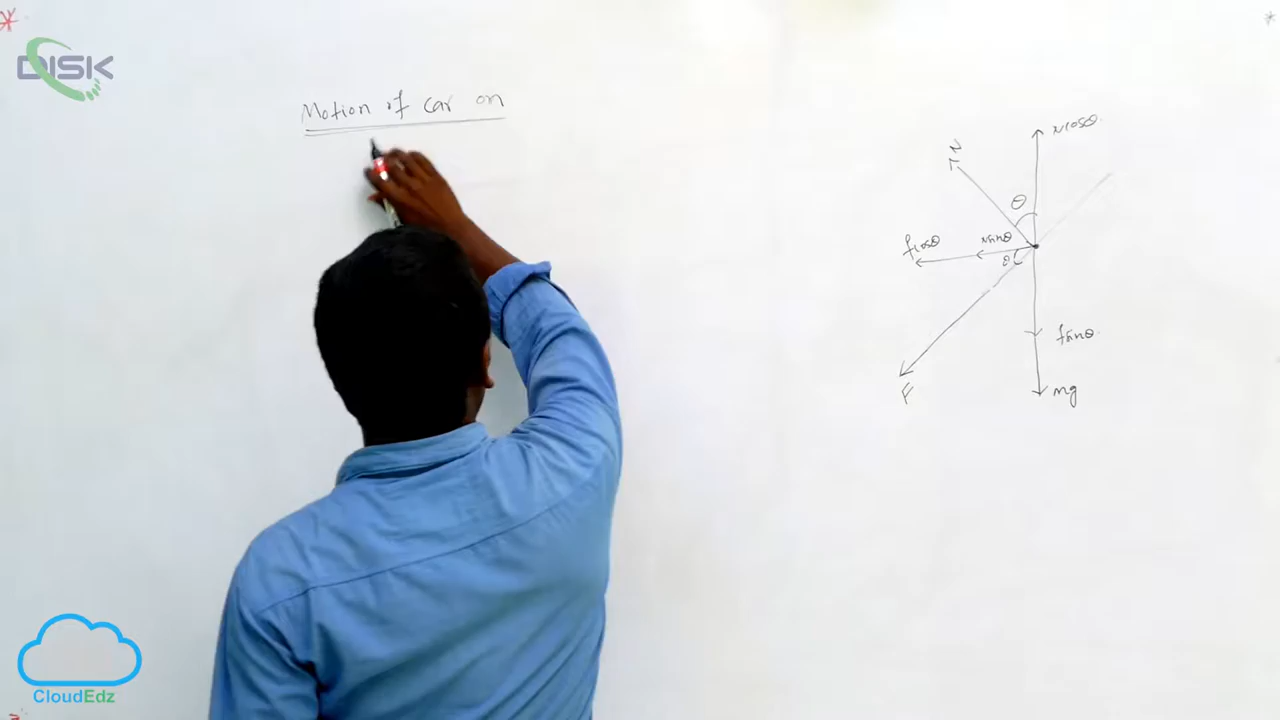 DISK
Motion of car on
Ncosθ
N
θ
fcosθ
Nsinθ
θ
fsinθ
F
mg
CloudEdz